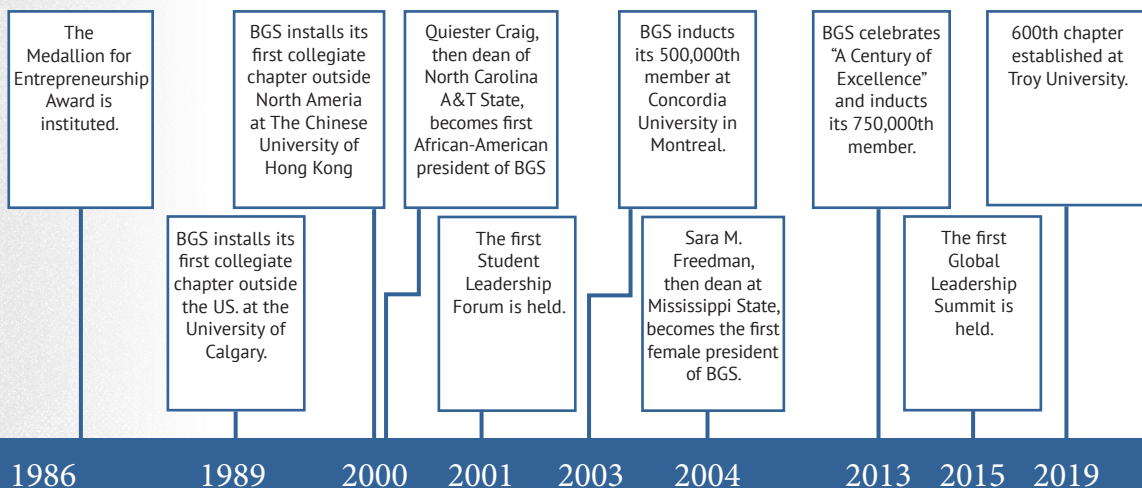 The
Medallion for
Entrepreneurship
Award is
instituted.
BGS installs its
first collegiate
chapter outside
North Ameria
at The Chinese
University of
Hong Kong
Quiester Craig,
then dean of
North Carolina
A&T State,
becomes first
African-American
president of BGS
BGS inducts
its 500,000th
member at
Concordia
University in
Montreal.
BGS celebrates
“A Century of
Excellence”
and inducts
its 750,000th
member.
600th chapter
established at
Troy University.
BGS installs its
first collegiate
chapter outside
the US. at the
University of
Calgary.
The first
Student
Leadership
Forum is held.
Sara M.
Freedman,
then dean at
Mississippi State,
becomes the first
female president
of BGS.
The first
Global
Leadership
Summit is
held.
1986 1989 2000 2001 2003 2004 2013 2015 2019